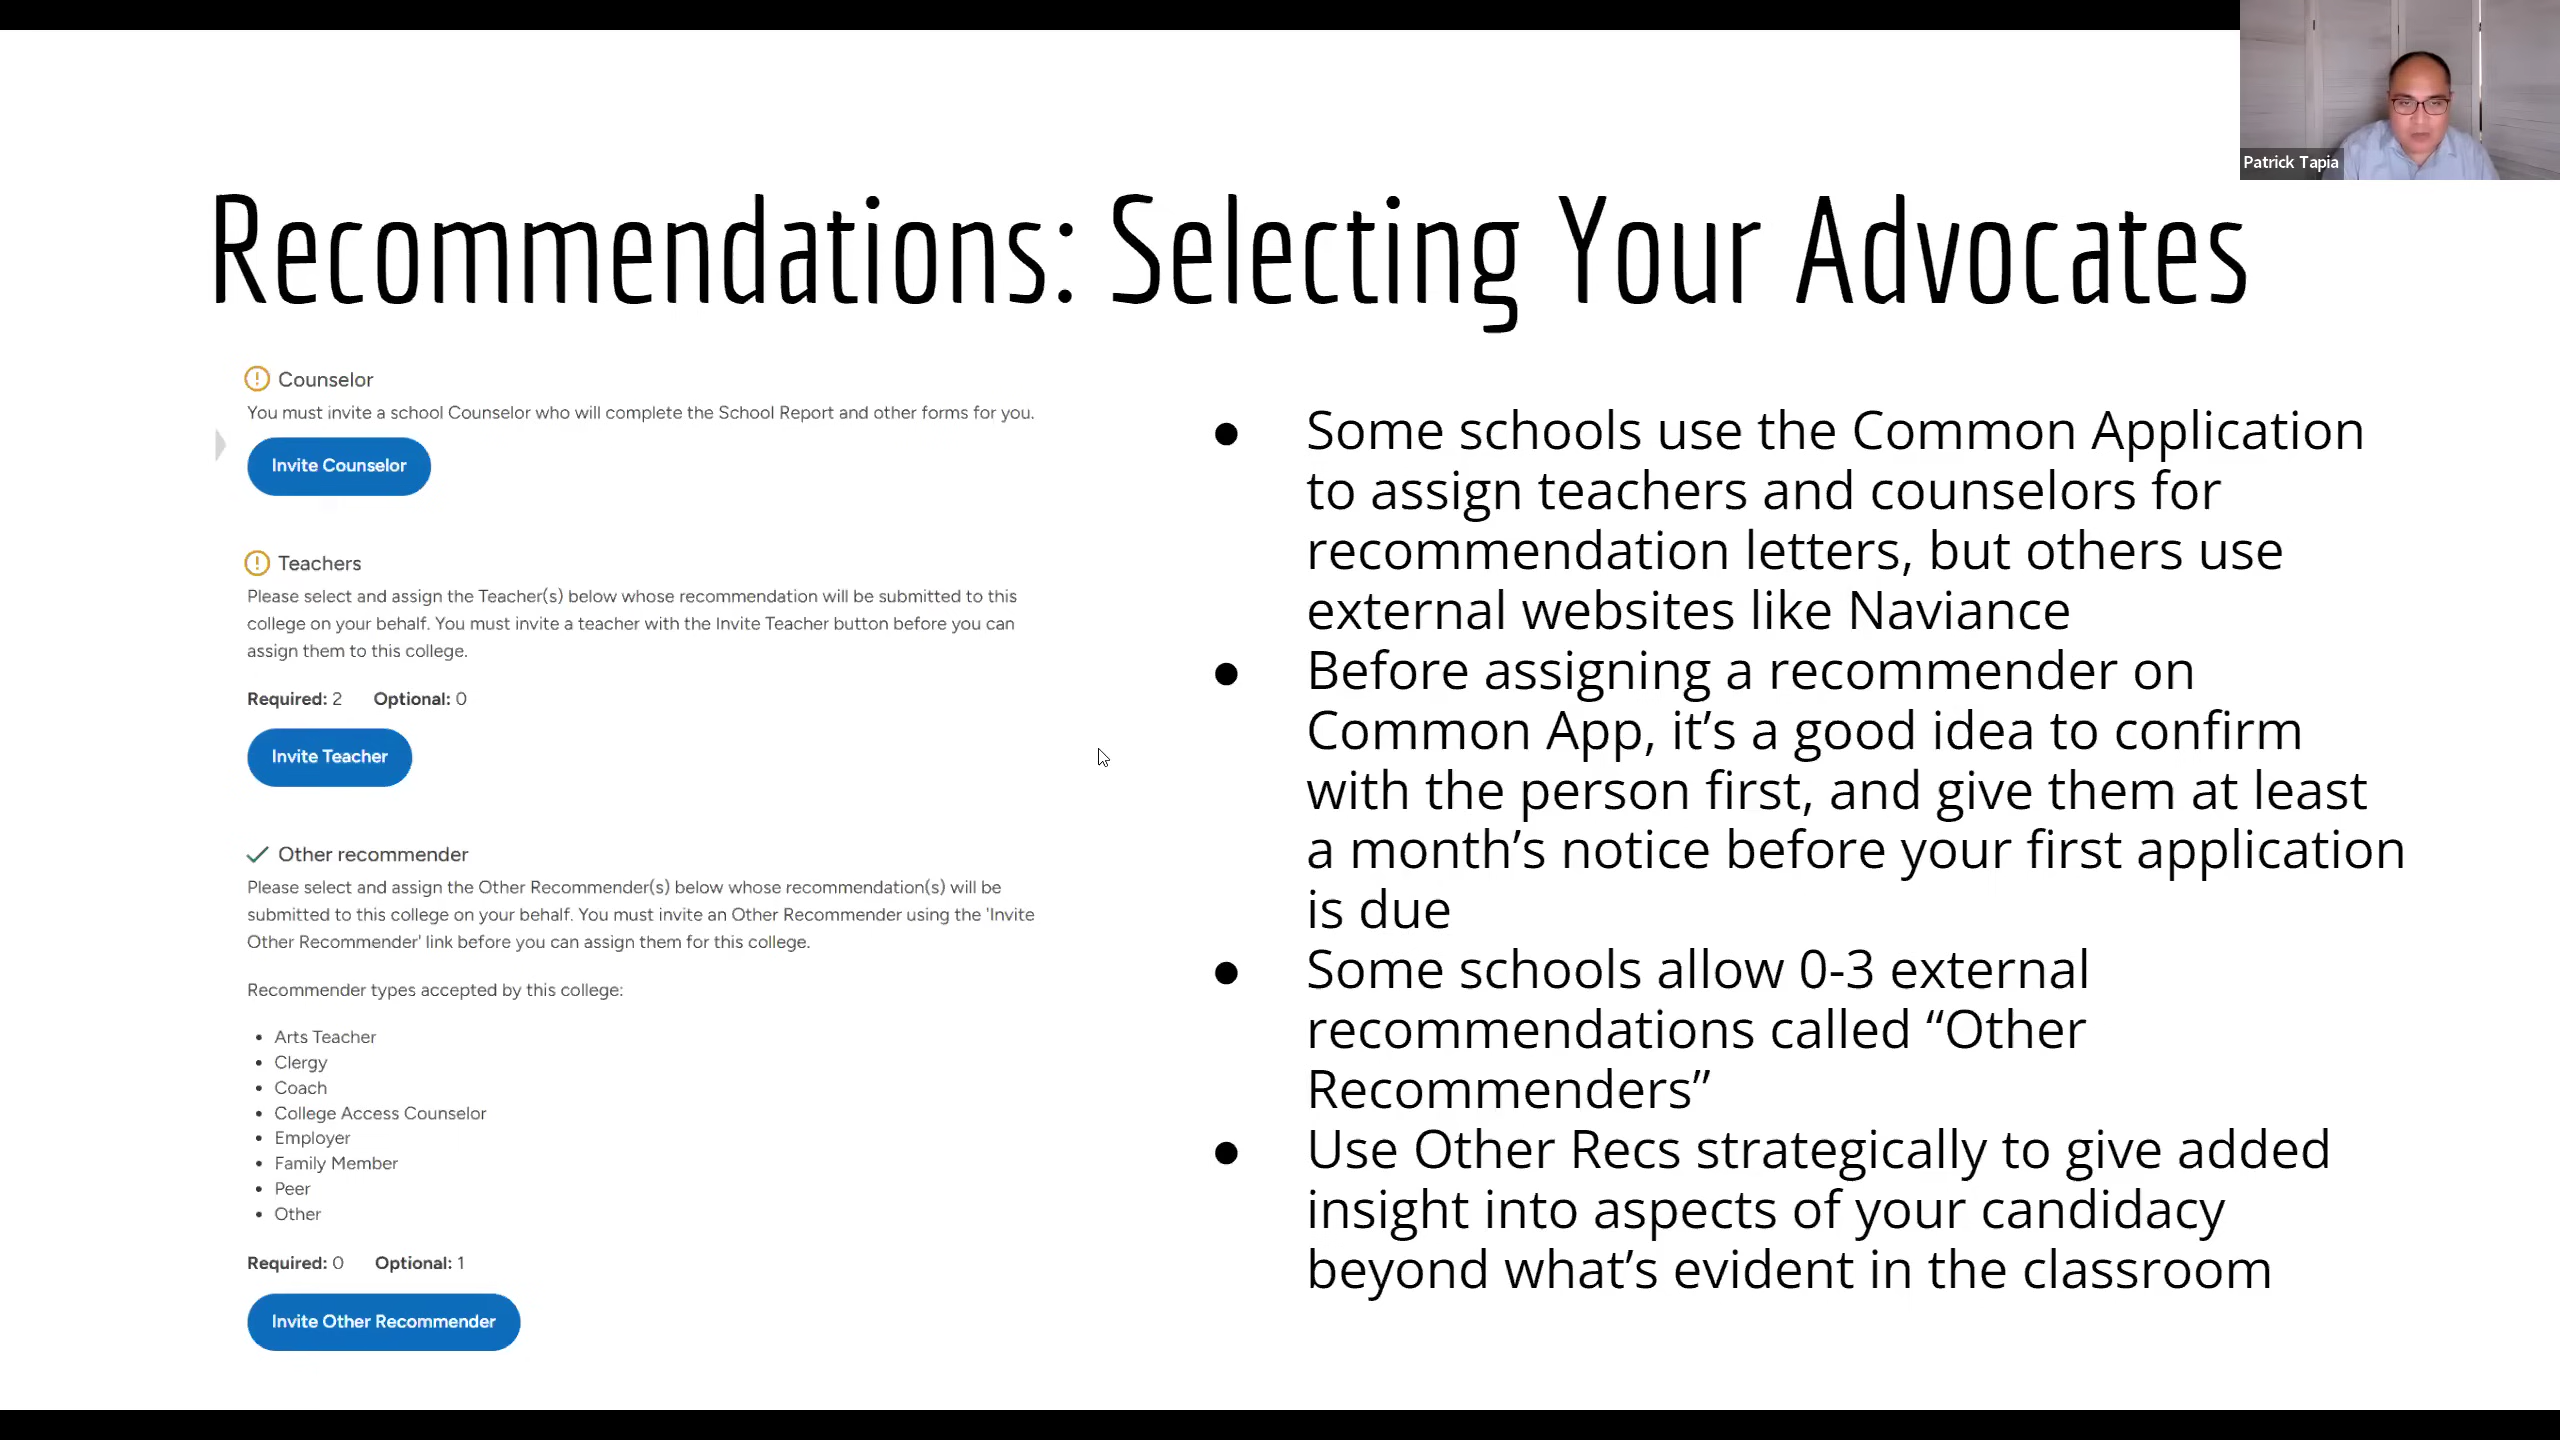 Patrick Tapia
Recommendations: Selecting Your Advocates
Counselor
You must invite a school Counselor who will complete the School Report and other forms for you.
Invite Counselor
Teachers
Please select and assign the Teacher(s) below whose recommendation will be submitted to this
college on your behalf. You must invite a teacher with the Invite Teacher button before you can
assign them to this college.
Required: 2 Optional: 0
Invite Teacher
Other recommender
Please select and assign the Other Recommender(s) below whose recommendation(s) will be
submitted to this college on your behalf. You must invite an Other Recommender using the 'Invite
Other Recommender' link before you can assign them for this college.
Recommender types accepted by this college:
• Arts Teacher
• Clergy
• Coach
• College Access Counselor
• Employer
• Family Member
• Peer
• Other
Required: 0 Optional: 1
Invite Other Recommender
● Some schools use the Common Application
to assign teachers and counselors for
recommendation letters, but others use
external websites like Naviance
● Before assigning a recommender on
Common App, it’s a good idea to confirm
with the person first, and give them at least
a month’s notice before your first application
is due
● Some schools allow 0-3 external
recommendations called “Other
Recommenders”
● Use Other Recs strategically to give added
insight into aspects of your candidacy
beyond what’s evident in the classroom